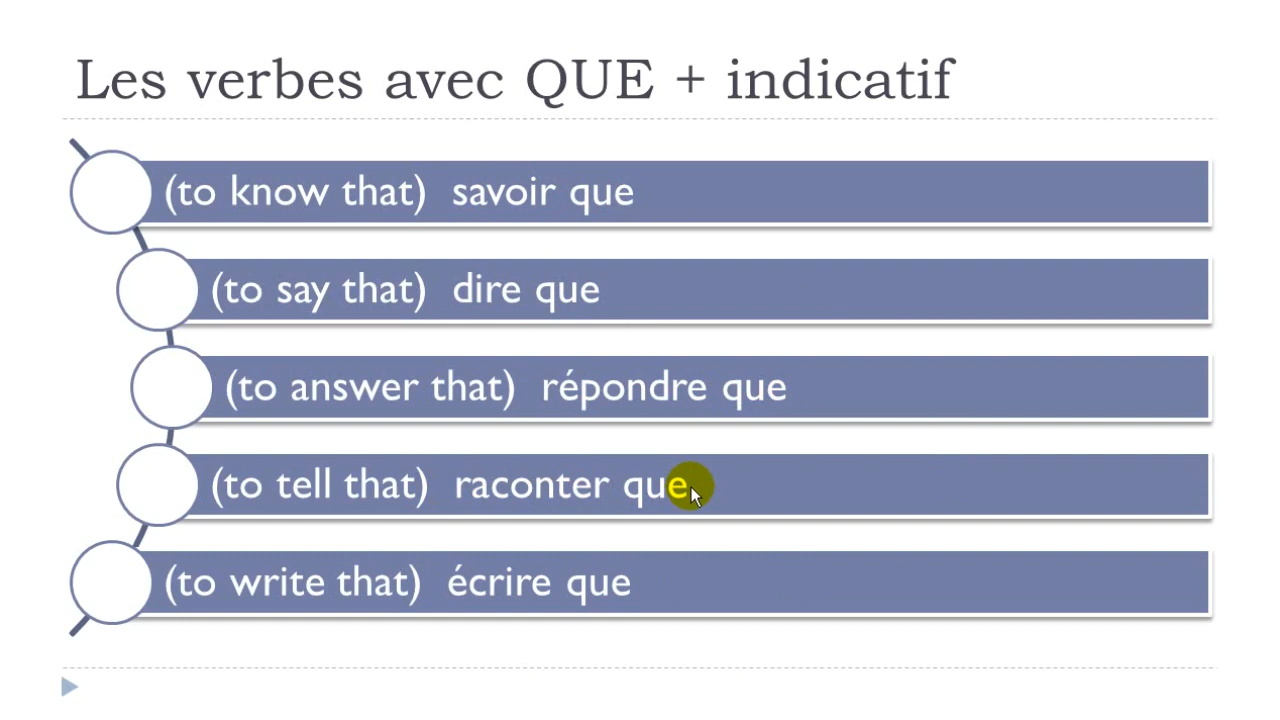 Les verbes avec QUE + indicatif
(to know that) savoir que
(to say that) dire que
(to answer that) répondre que
(to tell that) raconter que
(to write that) écrire que